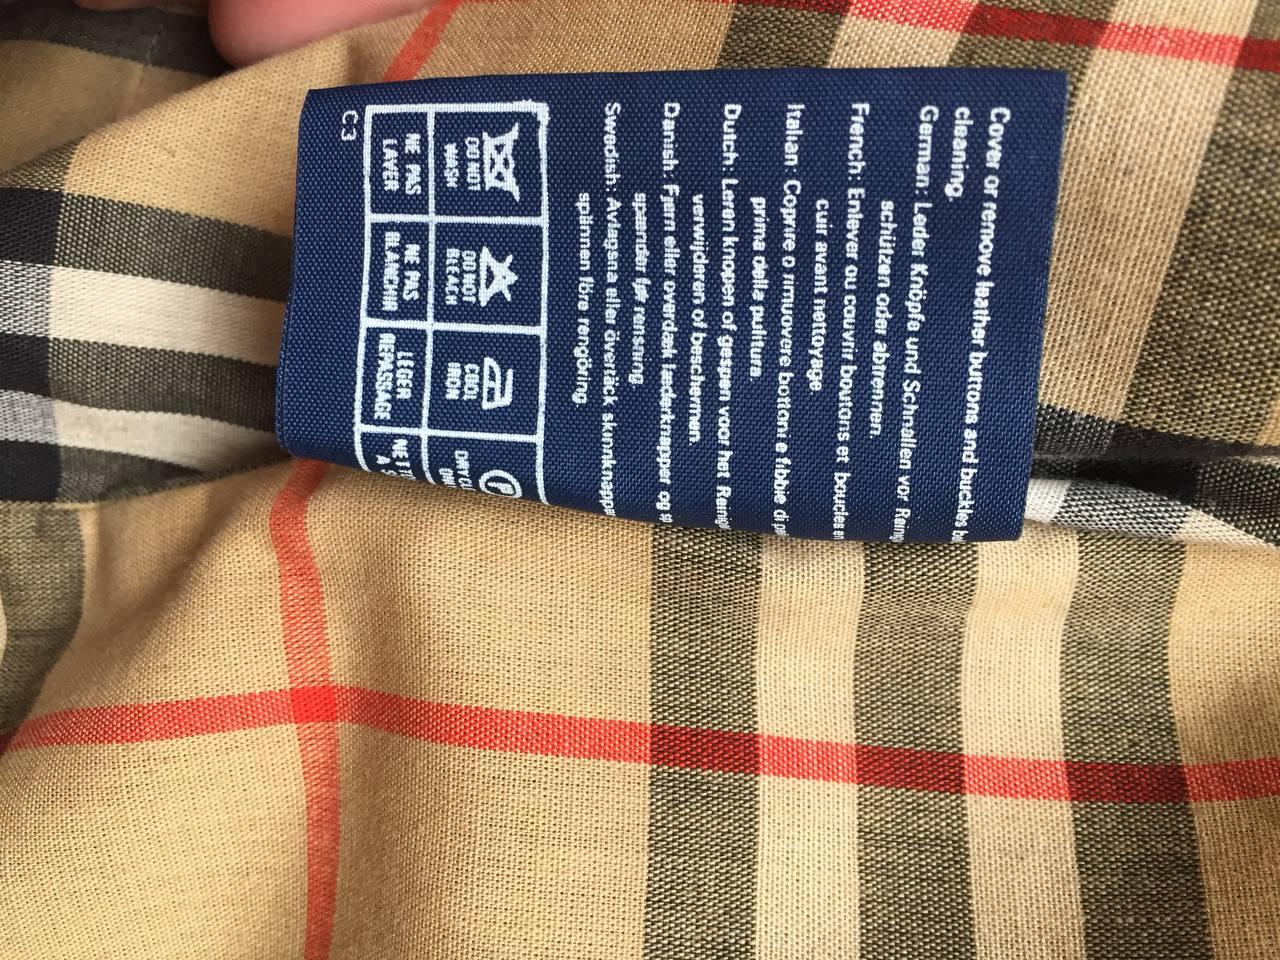 Cover or remove leather buttons and buckles
cleaning.
German: Leder Knöpfe und Schnallen vor
schützen oder abtrennen.
French: Enlever ou couvrir boutons et boucles en
cuir avant nettoyage
Italian: Coprire o rimuovere bottoni e fibbie di
prima della pulitura.
Dutch: Leren knopen of gespen voor het
verwijderen of beschermen.
Danish: Fjern eller overdæk læderknapper og
spænder før rensning
Swedish: Avlägsna eller övertäck skinnknappar
spännen före rengöring.
DO NOT WASH
DO NOT BLEACH
COOL IRON
P
NE PAS LAVER
NE PAS BLANCHIR
LEGER REPASSAGE
C3